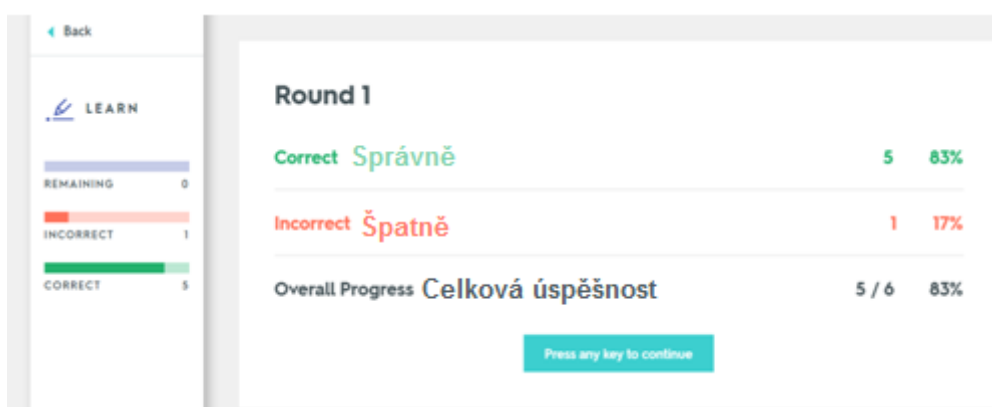 Back
LEARN
REMAINING 0
INCORRECT 1
CORRECT 5
Round 1
Correct Správně 5 83%
Incorrect Špatně 1 17%
Overall Progress Celková úspěšnost 5 / 6 83%
Press any key to continue